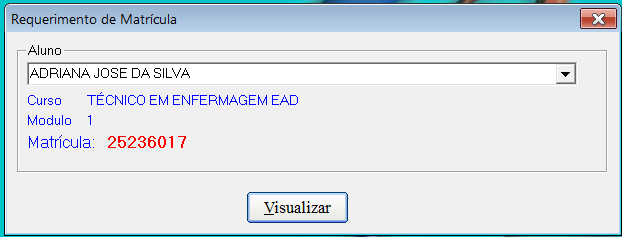 Requerimento de Matrícula
Aluno
ADRIANA JOSE DA SILVA
Curso TÉCNICO EM ENFERMAGEM EAD
Modulo 1
Matrícula: 25236017
Visualizar